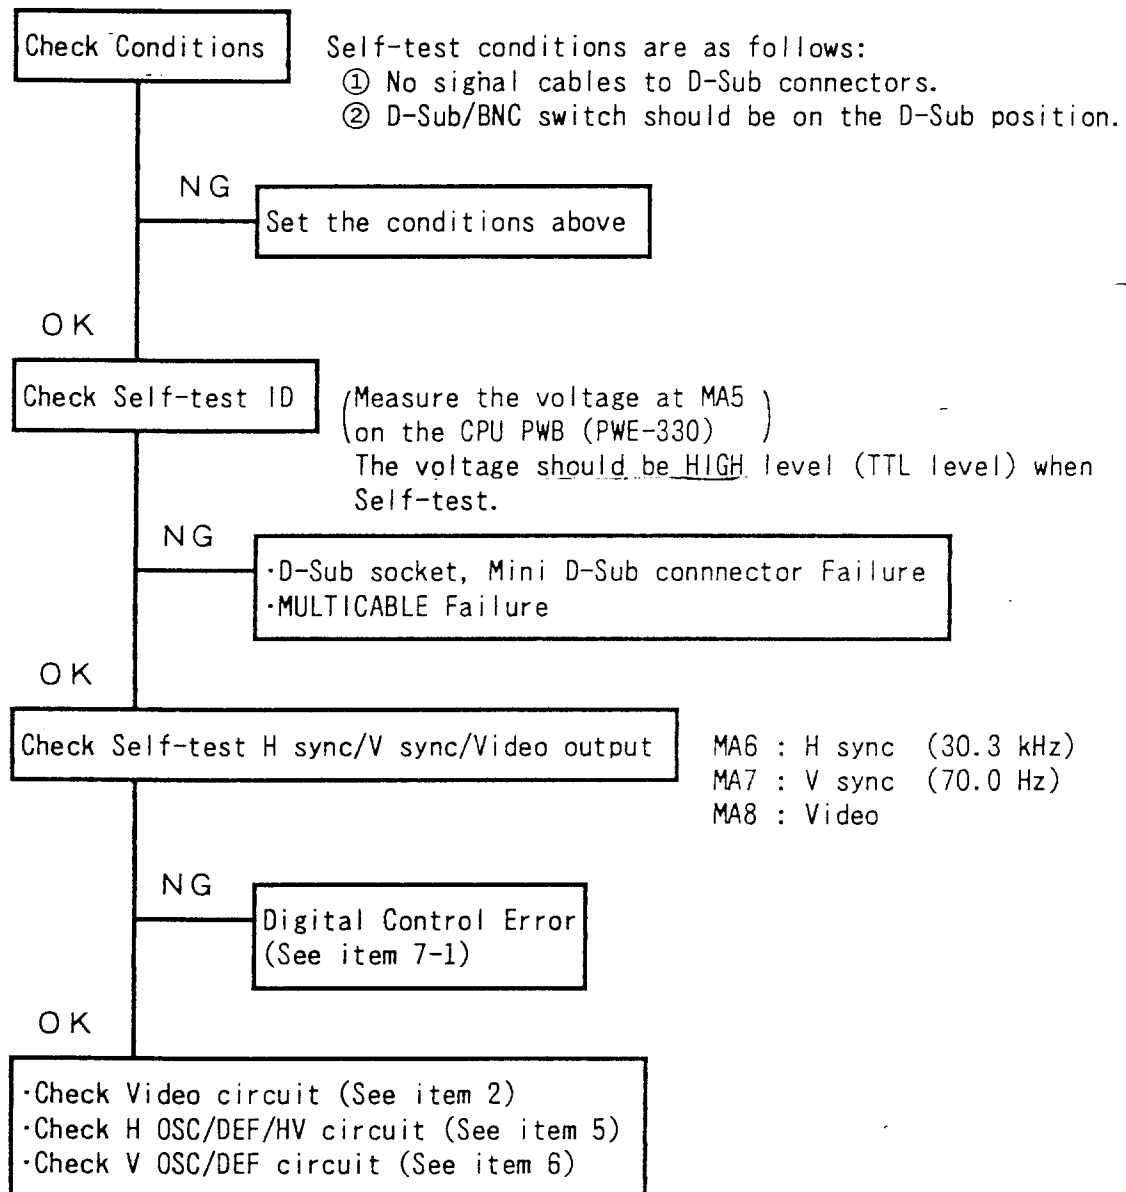 Check Conditions
Self-test conditions are as follows:
① No signal cables to D-Sub connectors.
② D-Sub/BNC switch should be on the D-Sub position.
NG
Set the conditions above
OK
Check Self-test ID
(Measure the voltage at MA5
on the CPU PWB (PWE-330))
The voltage should be HIGH level (TTL level) when
Self-test.
NG
·D-Sub socket, Mini D-Sub connnector Failure
·MULTICABLE Failure
OK
Check Self-test H sync/V sync/Video output
MA6 : H sync (30.3 kHz)
MA7 : V sync (70.0 Hz)
MA8 : Video
NG
Digital Control Error
(See item 7-1)
OK
·Check Video circuit (See item 2)
·Check H OSC/DEF/HV circuit (See item 5)
·Check V OSC/DEF circuit (See item 6)